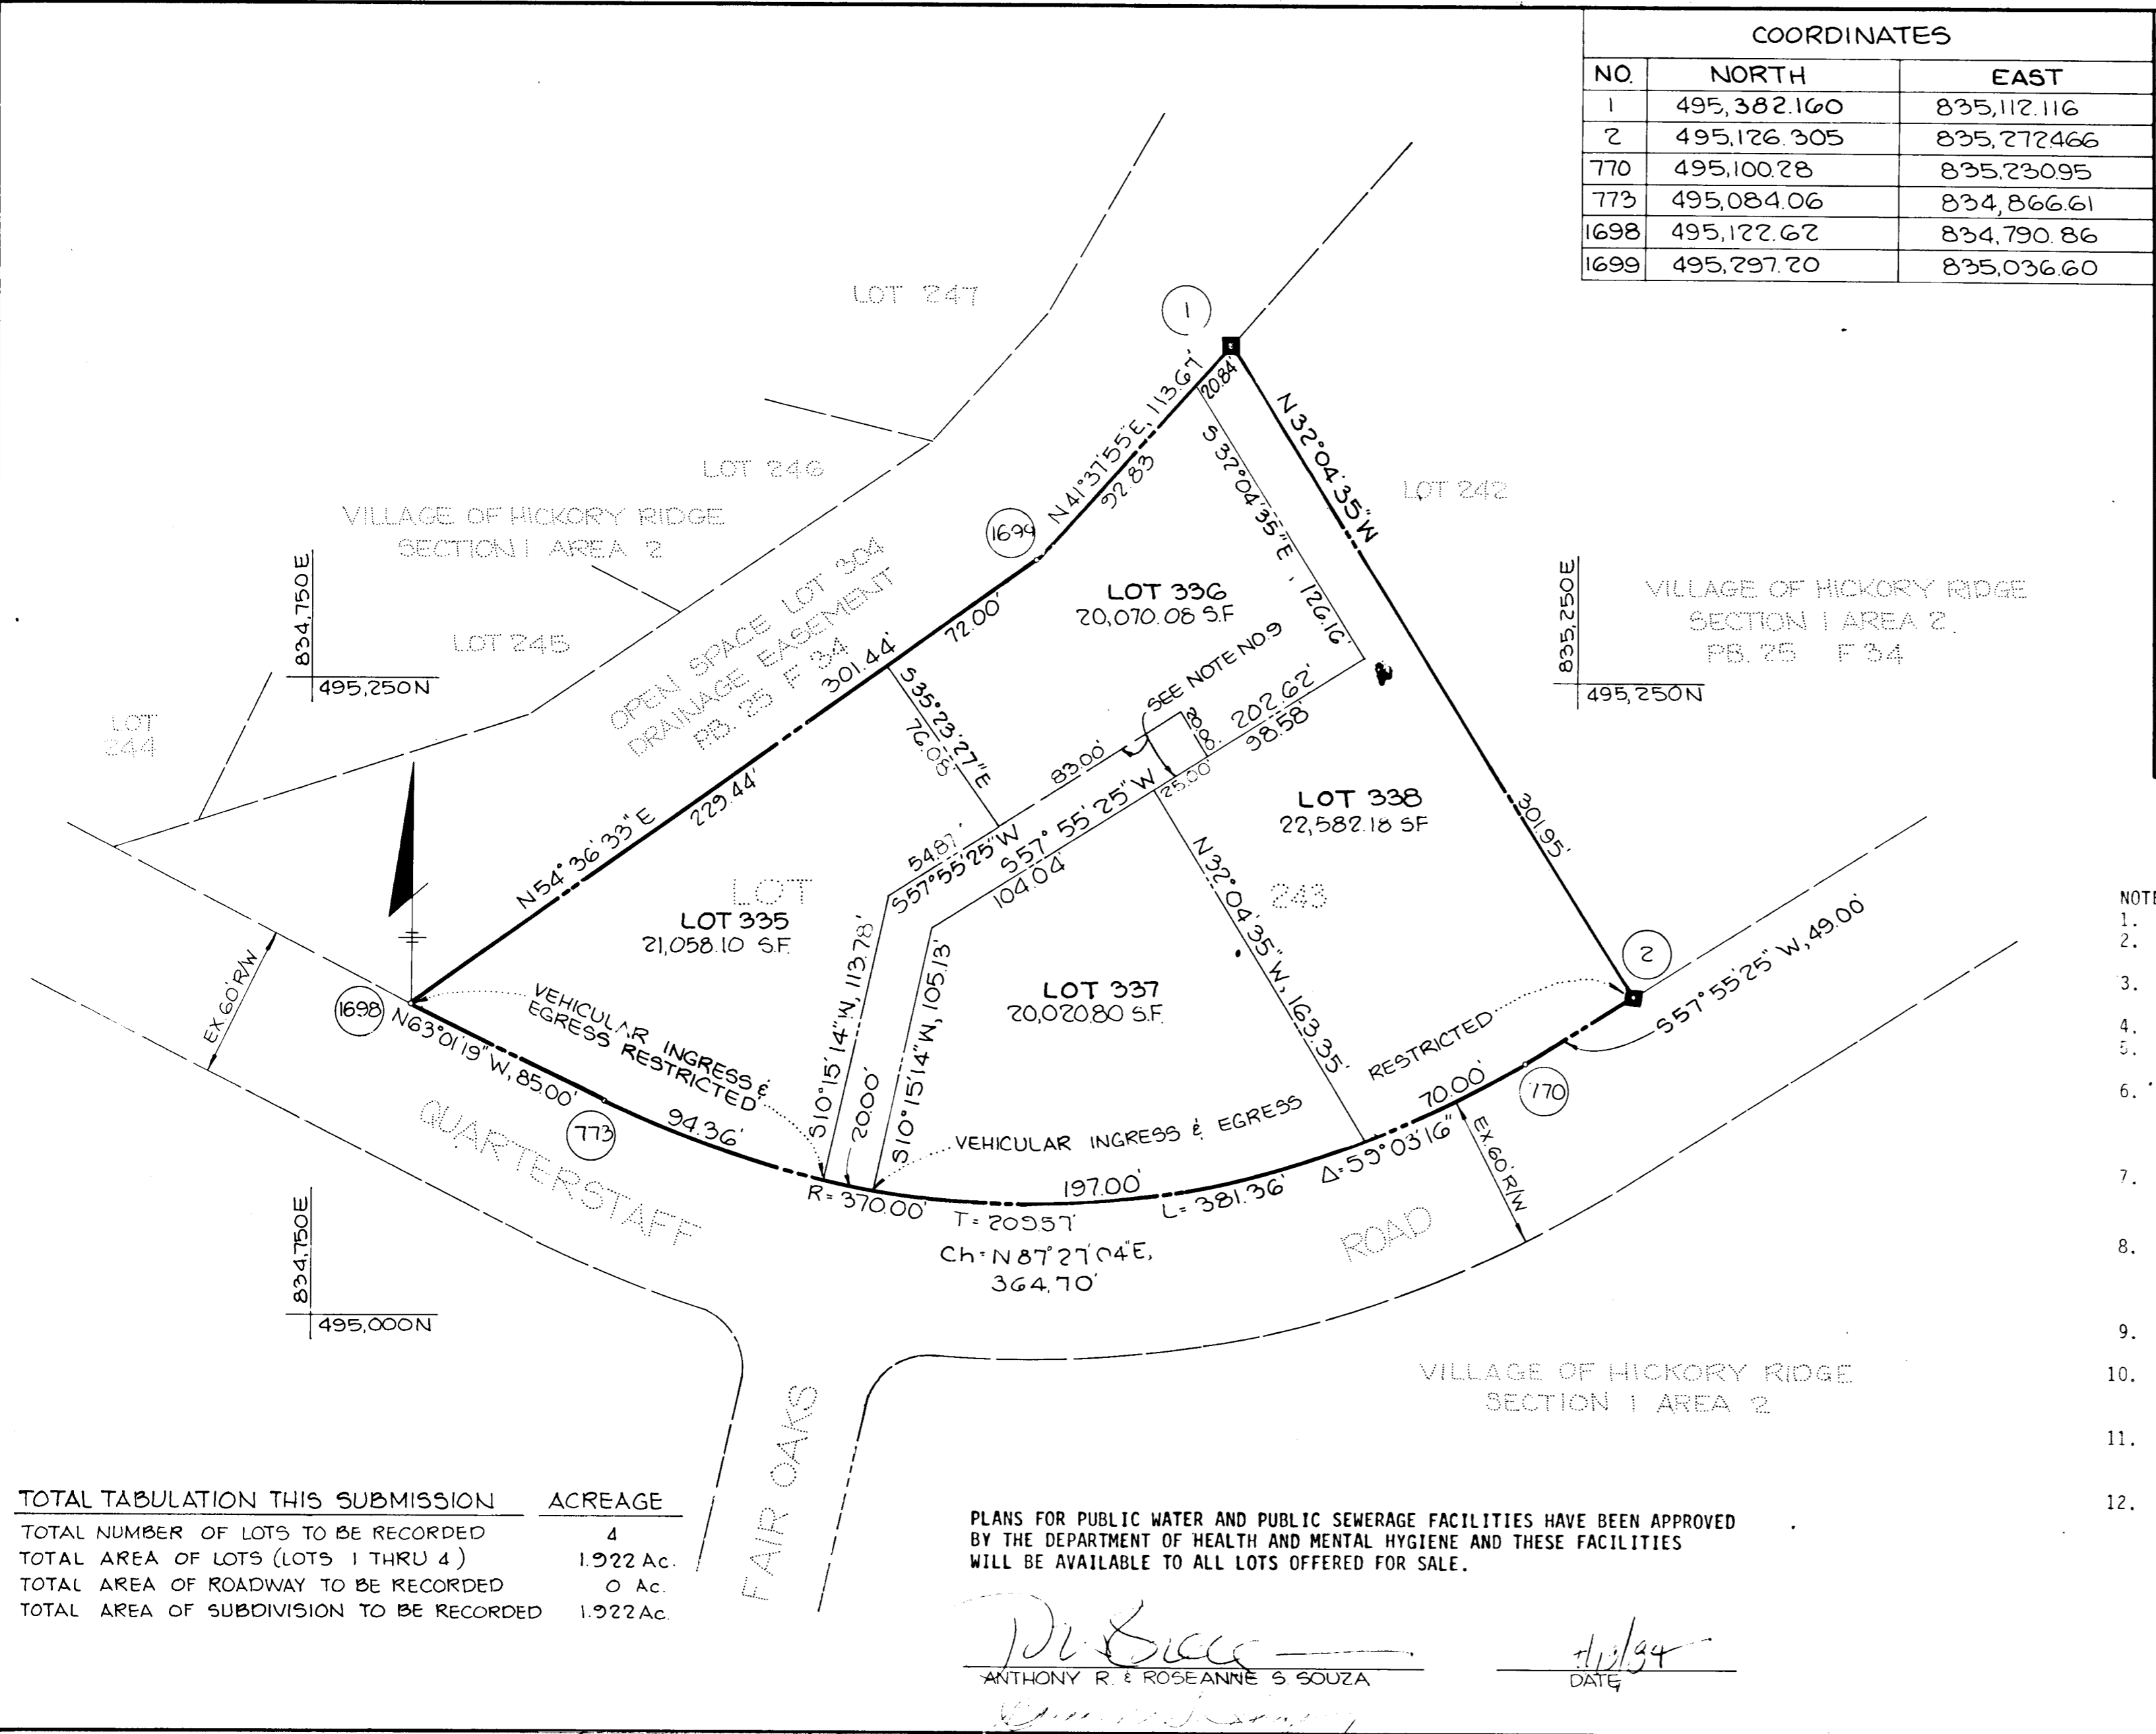 COORDINATES
NO. NORTH EAST
1 495,382.160 835,112.116
2 495,126.305 835,272.466
770 495,100.28 835,230.95
773 495,084.06 834,866.61
1698 495,122.62 834,790.86
1699 495,297.20 835,036.60
LOT 247
1
20.84'
N 41°37'55"E, 113.67'
92.83
S 32°04'35"E, 126.16'
N 32°04'35"W
301.95'
LOT 246
LOT 242
VILLAGE OF HICKORY RIDGE
SECTION 1 AREA 2
1699
834,750E
495,250N
LOT 245
OPEN SPACE LOT 304
DRAINAGE EASEMENT
P.B. 25 F 34
LOT 336
20,070.08 S.F.
835,250E
495,250N
VILLAGE OF HICKORY RIDGE
SECTION 1 AREA 2
PB. 25 F 34
LOT
244
301.44'
72.00'
229.44'
N 54° 36' 33" E
S 35°23'27"E
76.08'
SEE NOTE NO.9
83.00'
202.62'
98.58'
25.00'
LOT 338
22,582.18 SF
54.87'
S57°55'25"W
S57° 55' 25" W
104.04'
LOT 243
LOT 335
21,058.10 S.F.
N 32°04'35"W, 163.35'
LOT 337
20,020.80 S.F.
S10°15'14"W, 113.78'
S10°15'14"W, 105.13'
20.00'
2
S57°55'25" W, 49.00'
EX. 60' R/W
1698
N63°01'19" W, 85.00'
VEHICULAR INGRESS &
EGRESS RESTRICTED
RESTRICTED
773
94.36'
70.00'
770
VEHICULAR INGRESS & EGRESS
EX. 60' R/W
QUARTERSTAFF
ROAD
R= 370.00'
T= 209.57'
197.00'
L= 381.36'
Δ=59°03'16"
Ch= N 87°27'04"E,
364.70'
834,750E
495,000N
FAIR OAKS
VILLAGE OF HICKORY RIDGE
SECTION 1 AREA 2
NOTE
1.
2.
3.
4.
5.
6.
7.
8.
9.
10.
11.
12.
TOTAL TABULATION THIS SUBMISSION ACREAGE
TOTAL NUMBER OF LOTS TO BE RECORDED 4
TOTAL AREA OF LOTS (LOTS 1 THRU 4) 1.922 Ac.
TOTAL AREA OF ROADWAY TO BE RECORDED 0 Ac.
TOTAL AREA OF SUBDIVISION TO BE RECORDED 1.922 Ac.
PLANS FOR PUBLIC WATER AND PUBLIC SEWERAGE FACILITIES HAVE BEEN APPROVED
BY THE DEPARTMENT OF HEALTH AND MENTAL HYGIENE AND THESE FACILITIES
WILL BE AVAILABLE TO ALL LOTS OFFERED FOR SALE.
ANTHONY R. & ROSEANNE S. SOUZA
DATE